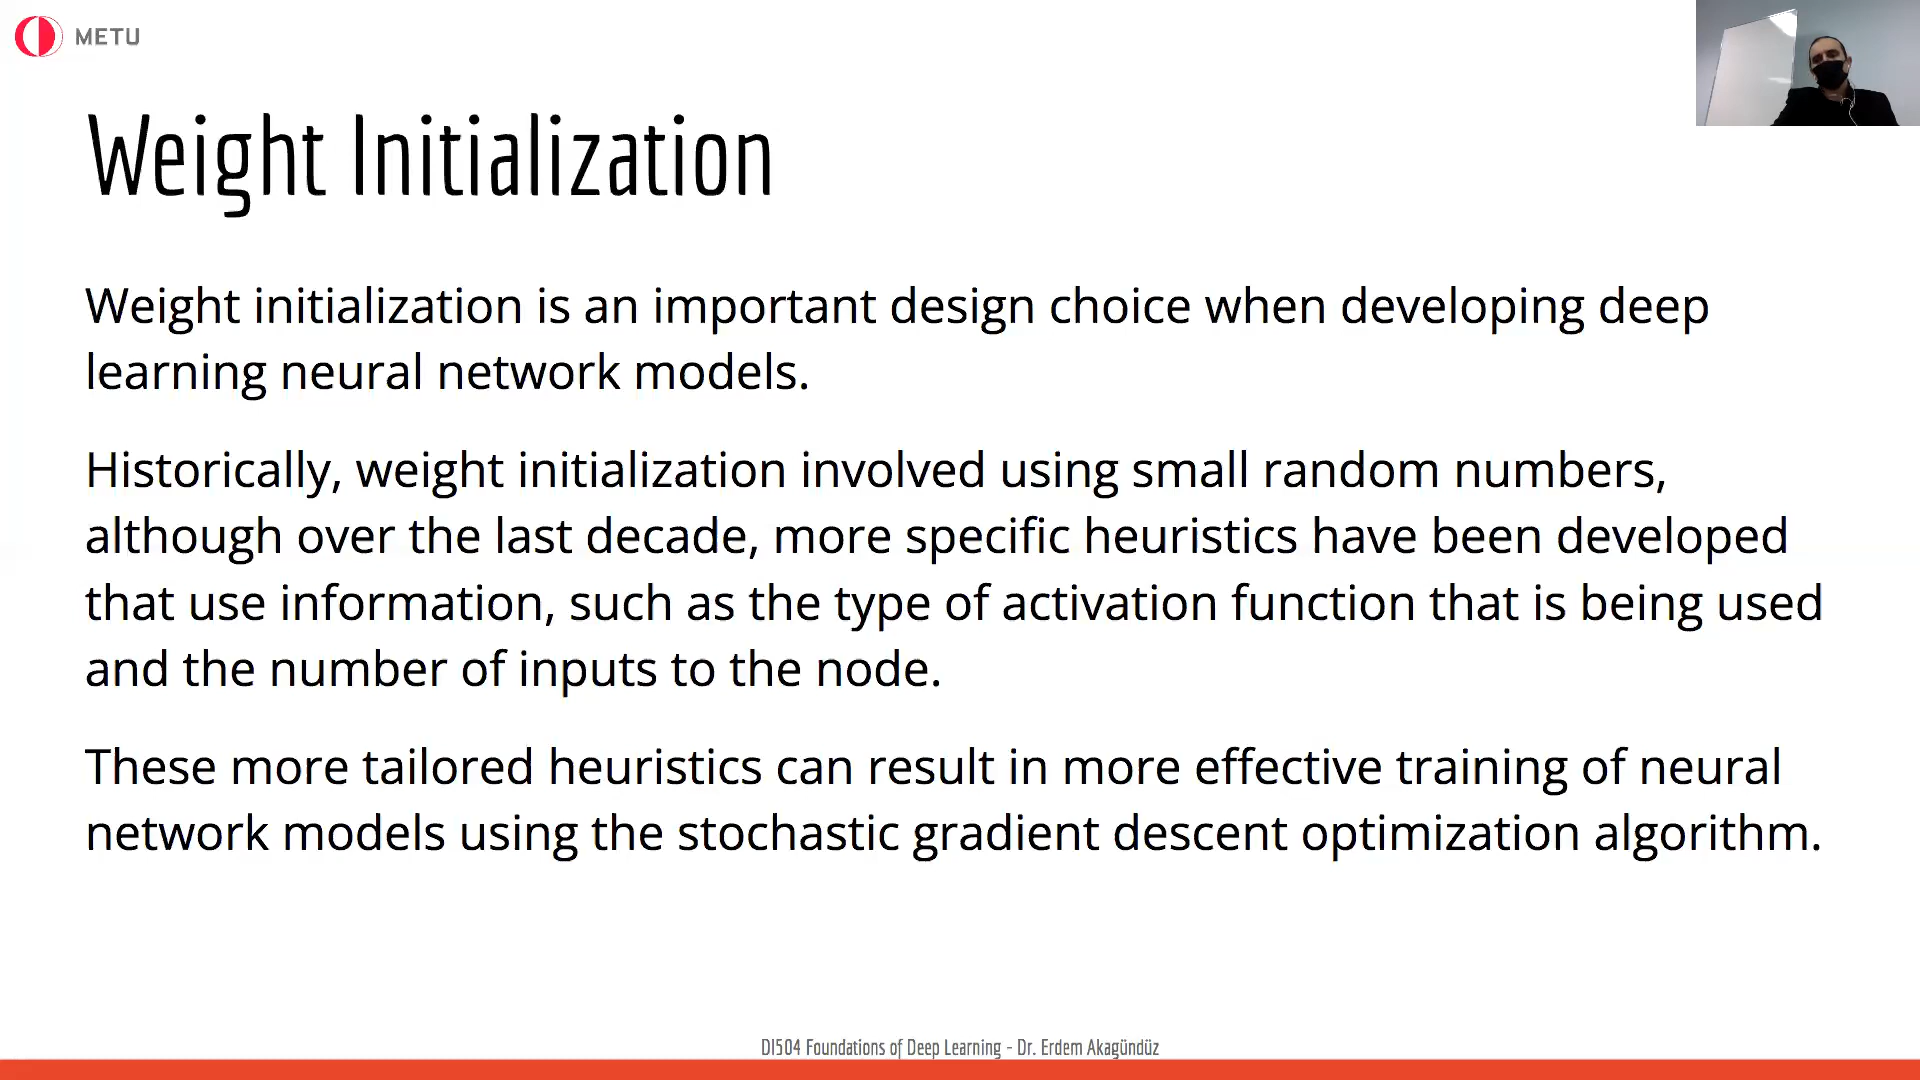 METU
Weight Initialization
Weight initialization is an important design choice when developing deep
learning neural network models.
Historically, weight initialization involved using small random numbers,
although over the last decade, more specific heuristics have been developed
that use information, such as the type of activation function that is being used
and the number of inputs to the node.
These more tailored heuristics can result in more effective training of neural
network models using the stochastic gradient descent optimization algorithm.
DI504 Foundations of Deep Learning - Dr. Erdem Akagündüz